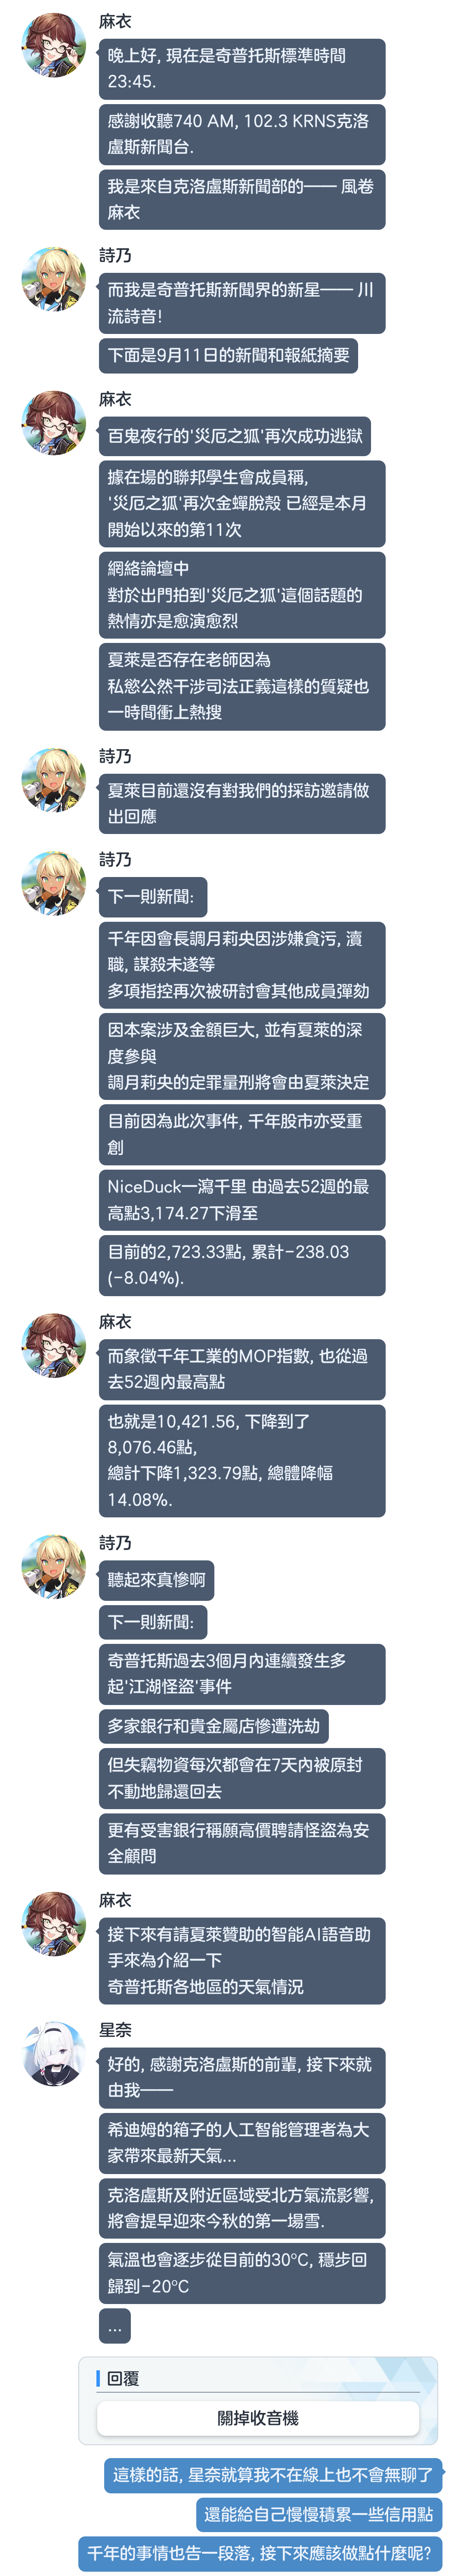 麻衣
晚上好, 現在是奇普托斯標準時間
23:45.
感謝收聽740 AM, 102.3 KRNS克洛
盧斯新聞台.
我是來自克洛盧斯新聞部的—— 風卷
麻衣
詩乃
而我是奇普托斯新聞界的新星—— 川
流詩音!
下面是9月11日的新聞和報紙摘要
麻衣
百鬼夜行的'災厄之狐'再次成功逃獄
據在場的聯邦學生會成員稱,
'災厄之狐'再次金蟬脫殼 已經是本月
開始以來的第11次
網絡論壇中
對於出門拍到'災厄之狐'這個話題的
熱情亦是愈演愈烈
夏萊是否存在老師因為
私慾公然干涉司法正義這樣的質疑也
一時間衝上熱搜
詩乃
夏萊目前還沒有對我們的採訪邀請做
出回應
詩乃
下一則新聞:
千年因會長調月莉央因涉嫌貪污, 瀆
職, 謀殺未遂等
多項指控再次被研討會其他成員彈劾
因本案涉及金額巨大, 並有夏萊的深
度參與
調月莉央的定罪量刑將會由夏萊決定
目前因為此次事件, 千年股市亦受重
創
NiceDuck一瀉千里 由過去52週的最
高點3,174.27下滑至
目前的2,723.33點, 累計-238.03
(-8.04%).
麻衣
而象徵千年工業的MOP指數, 也從過
去52週內最高點
也就是10,421.56, 下降到了
8,076.46點,
總計下降1,323.79點, 總體降幅
14.08%.
詩乃
聽起來真慘啊
下一則新聞:
奇普托斯過去3個月內連續發生多
起'江湖怪盜'事件
多家銀行和貴金屬店慘遭洗劫
但失竊物資每次都會在7天內被原封
不動地歸還回去
更有受害銀行稱願高價聘請怪盜為安
全顧問
麻衣
接下來有請夏萊贊助的智能AI語音助
手來為介紹一下
奇普托斯各地區的天氣情況
星奈
好的, 感謝克洛盧斯的前輩, 接下來就
由我——
希迪姆的箱子的人工智能管理者為大
家帶來最新天氣...
克洛盧斯及附近區域受北方氣流影響,
將會提早迎來今秋的第一場雪.
氣溫也會逐步從目前的30°C, 穩步回
歸到-20°C
...
回覆
關掉收音機
這樣的話, 星奈就算我不在線上也不會無聊了
還能給自己慢慢積累一些信用點
千年的事情也告一段落, 接下來應該做點什麼呢?